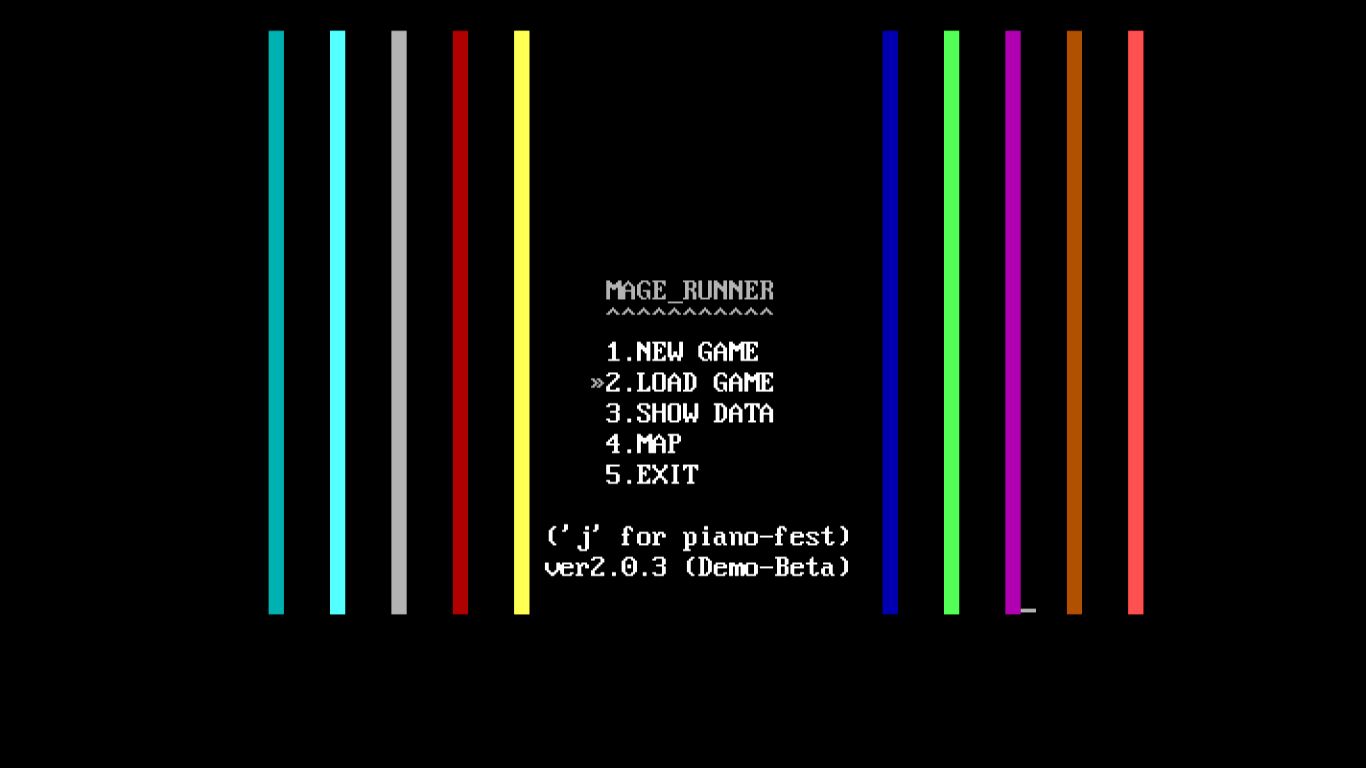 MAGE_RUNNER
^^^^^^^^^^^
1.NEW GAME
»2.LOAD GAME
3.SHOW DATA
4.MAP
5.EXIT
('j' for piano-fest)
ver2.0.3 (Demo-Beta)